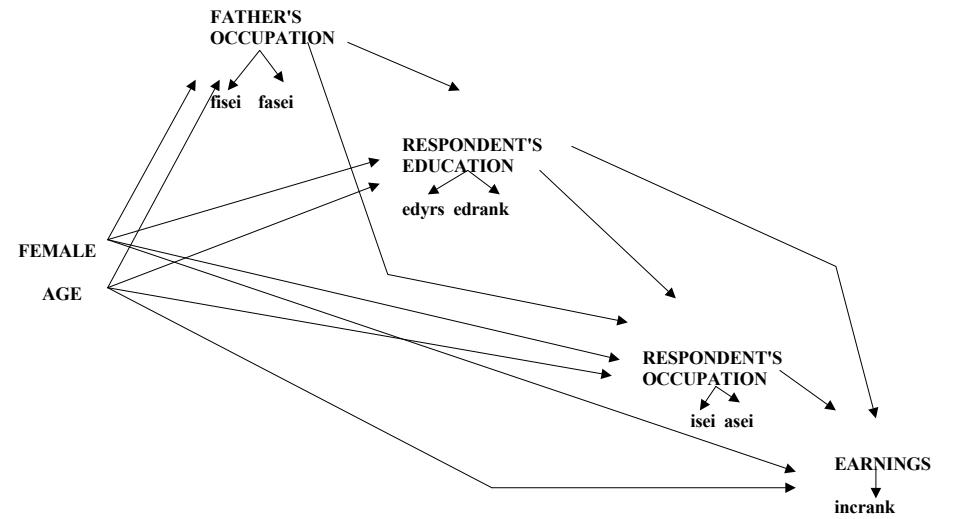 FATHER'S
OCCUPATION
fisei fasei
RESPONDENT'S
EDUCATION
edyrs edrank
FEMALE
AGE
RESPONDENT'S
OCCUPATION
isei asei
EARNINGS
incrank